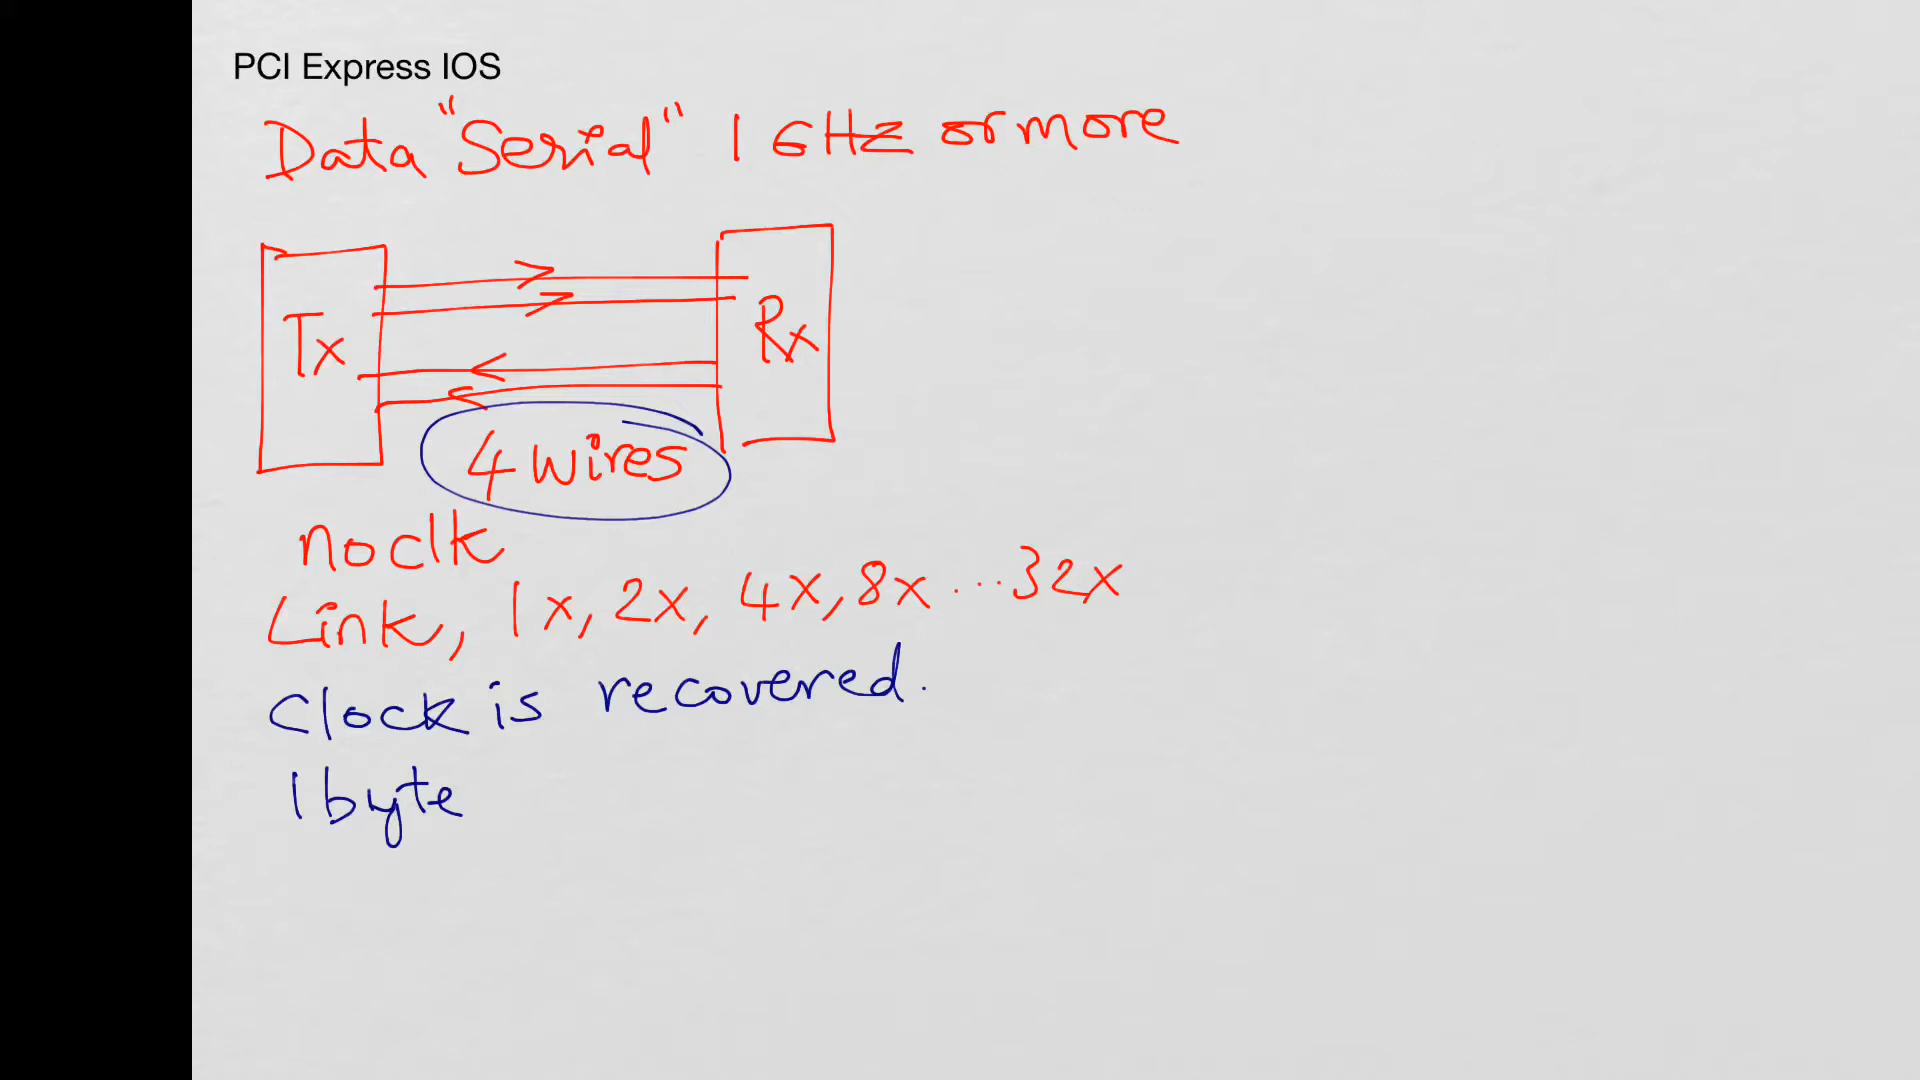 PCI Express IOS
Data "Serial" 1 GHz or more
Tx
Rx
4 wires
no clk
Link, 1x, 2x, 4x, 8x ... 32x
Clock is recovered.
1 byte